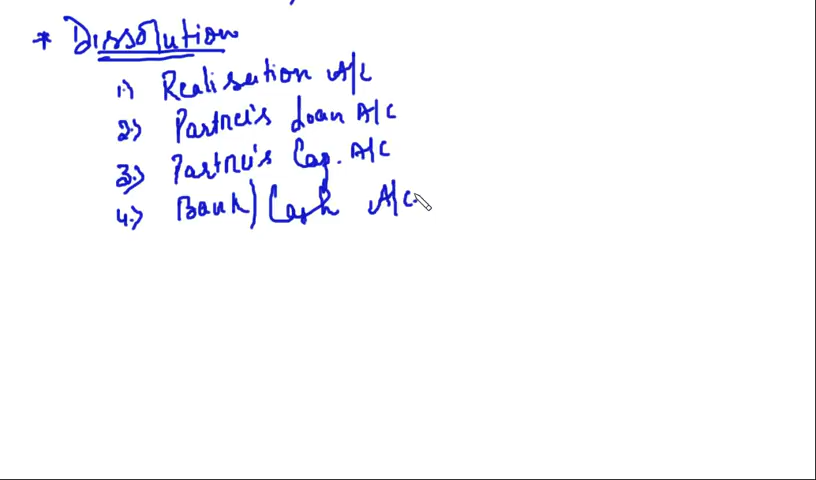 * Dissolution
1.) Realisation A/c
2.) Partner's Loan A/c
3.) Partner's Cap. A/c
4.) Bank) Cash A/c.